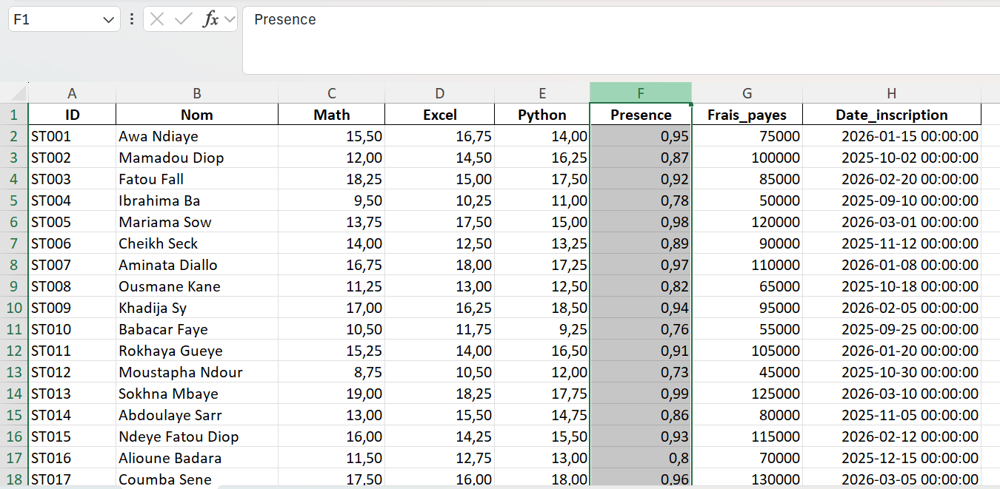 F1 fx Presence
A B C D E F G H
1 ID Nom Math Excel Python Presence Frais_payes Date_inscription
2 ST001 Awa Ndiaye 15,50 16,75 14,00 0,95 75000 2026-01-15 00:00:00
3 ST002 Mamadou Diop 12,00 14,50 16,25 0,87 100000 2025-10-02 00:00:00
4 ST003 Fatou Fall 18,25 15,00 17,50 0,92 85000 2026-02-20 00:00:00
5 ST004 Ibrahima Ba 9,50 10,25 11,00 0,78 50000 2025-09-10 00:00:00
6 ST005 Mariama Sow 13,75 17,50 15,00 0,98 120000 2026-03-01 00:00:00
7 ST006 Cheikh Seck 14,00 12,50 13,25 0,89 90000 2025-11-12 00:00:00
8 ST007 Aminata Diallo 16,75 18,00 17,25 0,97 110000 2026-01-08 00:00:00
9 ST008 Ousmane Kane 11,25 13,00 12,50 0,82 65000 2025-10-18 00:00:00
10 ST009 Khadija Sy 17,00 16,25 18,50 0,94 95000 2026-02-05 00:00:00
11 ST010 Babacar Faye 10,50 11,75 9,25 0,76 55000 2025-09-25 00:00:00
12 ST011 Rokhaya Gueye 15,25 14,00 16,50 0,91 105000 2026-01-20 00:00:00
13 ST012 Moustapha Ndour 8,75 10,50 12,00 0,73 45000 2025-10-30 00:00:00
14 ST013 Sokhna Mbaye 19,00 18,25 17,75 0,99 125000 2026-03-10 00:00:00
15 ST014 Abdoulaye Sarr 13,00 15,50 14,75 0,86 80000 2025-11-05 00:00:00
16 ST015 Ndeye Fatou Diop 16,00 14,25 15,50 0,93 115000 2026-02-12 00:00:00
17 ST016 Alioune Badara 11,50 12,75 13,00 0,8 70000 2025-12-15 00:00:00
18 ST017 Coumba Sene 17,50 16,00 18,00 0,96 130000 2026-03-05 00:00:00